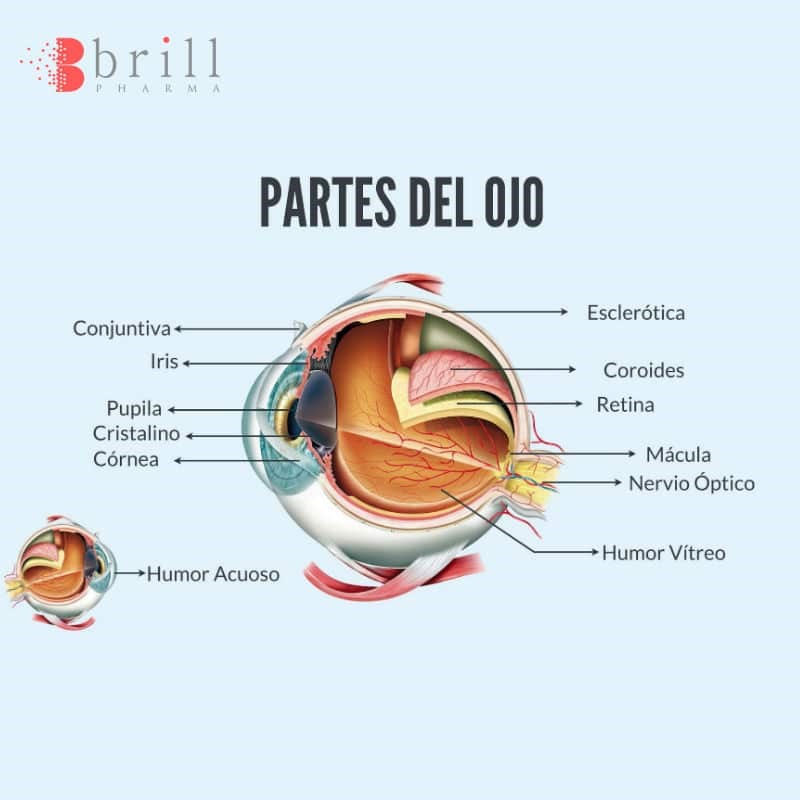 brill
PHARMA
PARTES DEL OJO
Conjuntiva
Iris
Pupila
Cristalino
Córnea
Esclerótica
Coroides
Retina
Mácula
Nervio Óptico
Humor Vítreo
Humor Acuoso